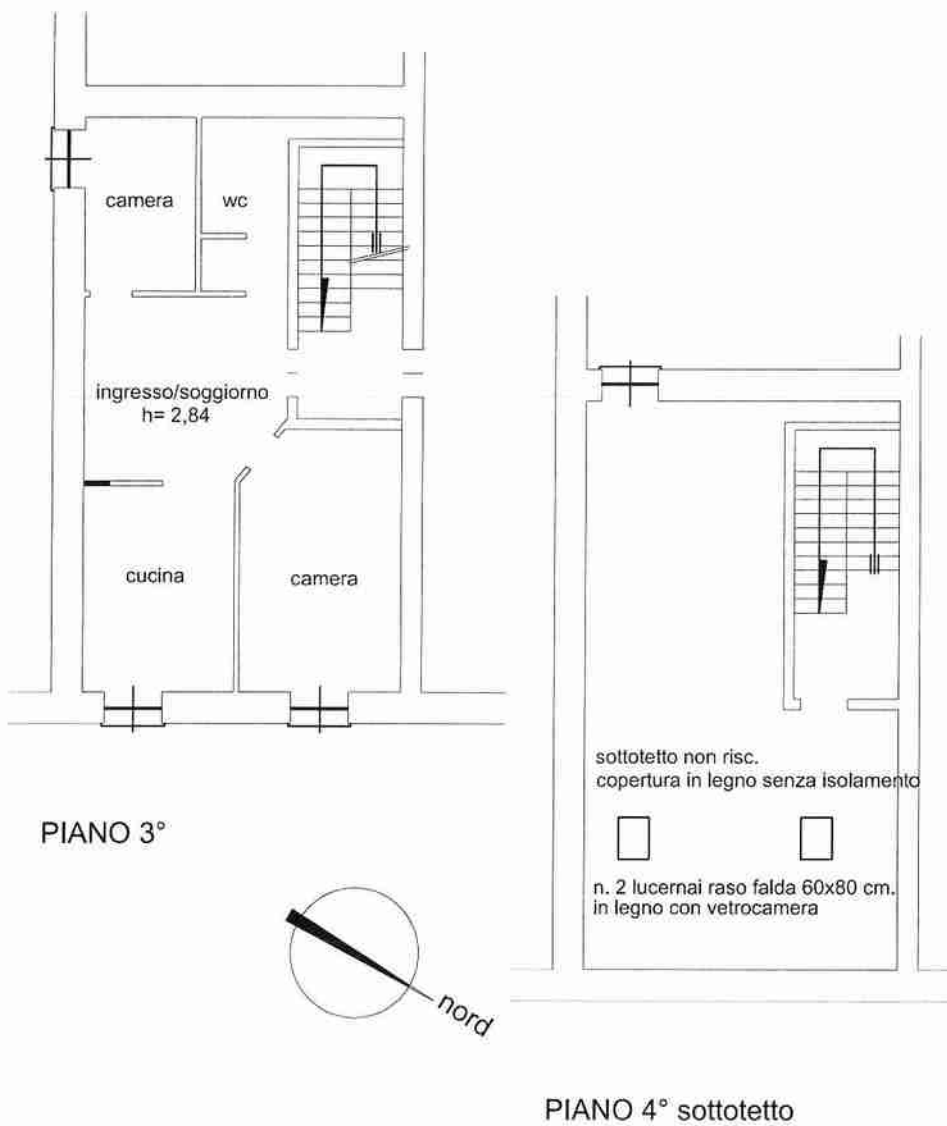 camera
wc
ingresso/soggiorno
h= 2,84
cucina
camera
PIANO 3°
nord
sottotetto non risc.
copertura in legno senza isolamento
n. 2 lucernai raso falda 60x80 cm.
in legno con vetrocamera
PIANO 4° sottotetto